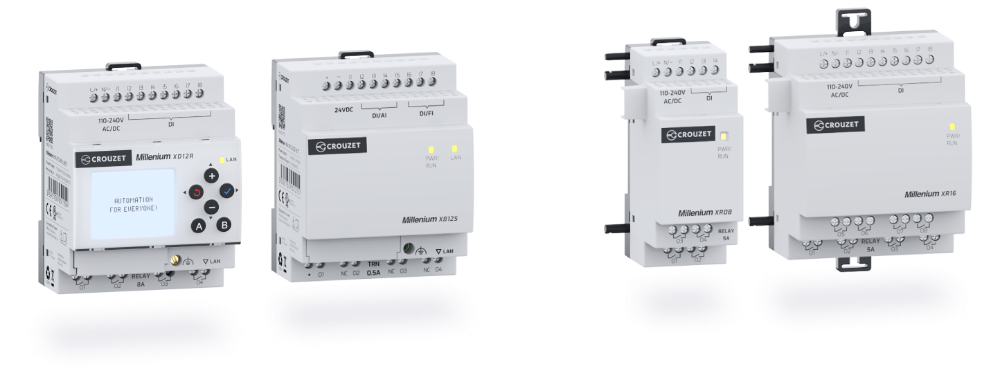 CROUZET
L/+ N/- I1 I2 I3 I4 I5 I6 I7 I8
110-240V
AC/DC
DI
CROUZET
Millenium XD12R
LAN
AUTOMATION
FOR EVERYONE!
+
-
A
B
LAN
RELAY
8A
O1
O2
O3
O4
CROUZET
+ - I1 I2 I3 I4 I5 I6 I7 I8
24VDC
DI/AI
DI/FI
CROUZET
PWR/
RUN
LAN
Millenium XB12S
LAN
TRN
+ O1 NC O2 0.5A NC O3 NC O4
L/+ N/- I1 I2 I3 I4
110-240V
AC/DC
DI
CROUZET
PWR/
RUN
Millenium XR08
RELAY
5A
O3 O4
O1 O2
L/+ N/- I1 I2 I3 I4 I5 I6 I7 I8
110-240V
AC/DC
DI
CROUZET
PWR/
RUN
Millenium XR16
O5 O6 O7 O8
RELAY
5A
O1 O2 O3 O4